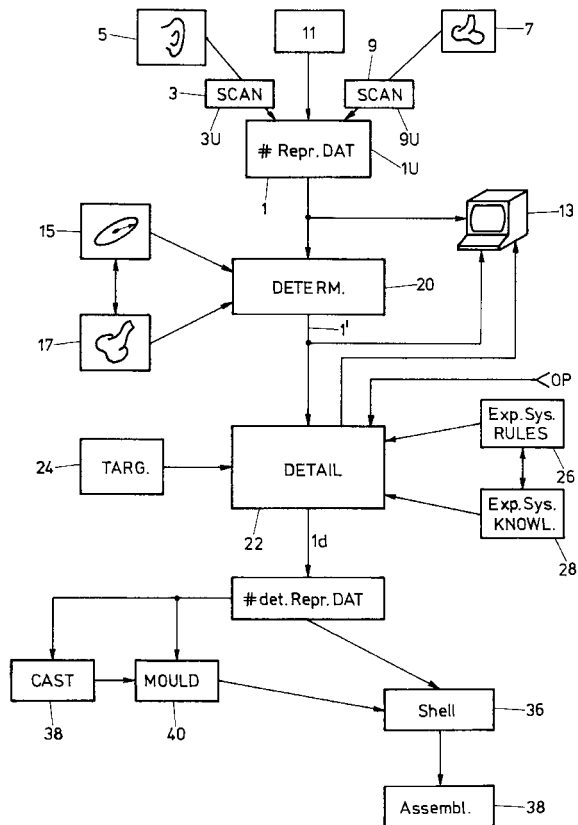 5
11
9
7
3
SCAN
SCAN
3U
9U
# Repr. DAT
1U
1
13
15
DETERM.
20
17
1'
OP
Exp. Sys.
RULES
24
TARG.
DETAIL
26
Exp. Sys.
KNOWL.
22
1d
28
# det. Repr. DAT
CAST
MOULD
38
40
Shell
36
Assembl.
38